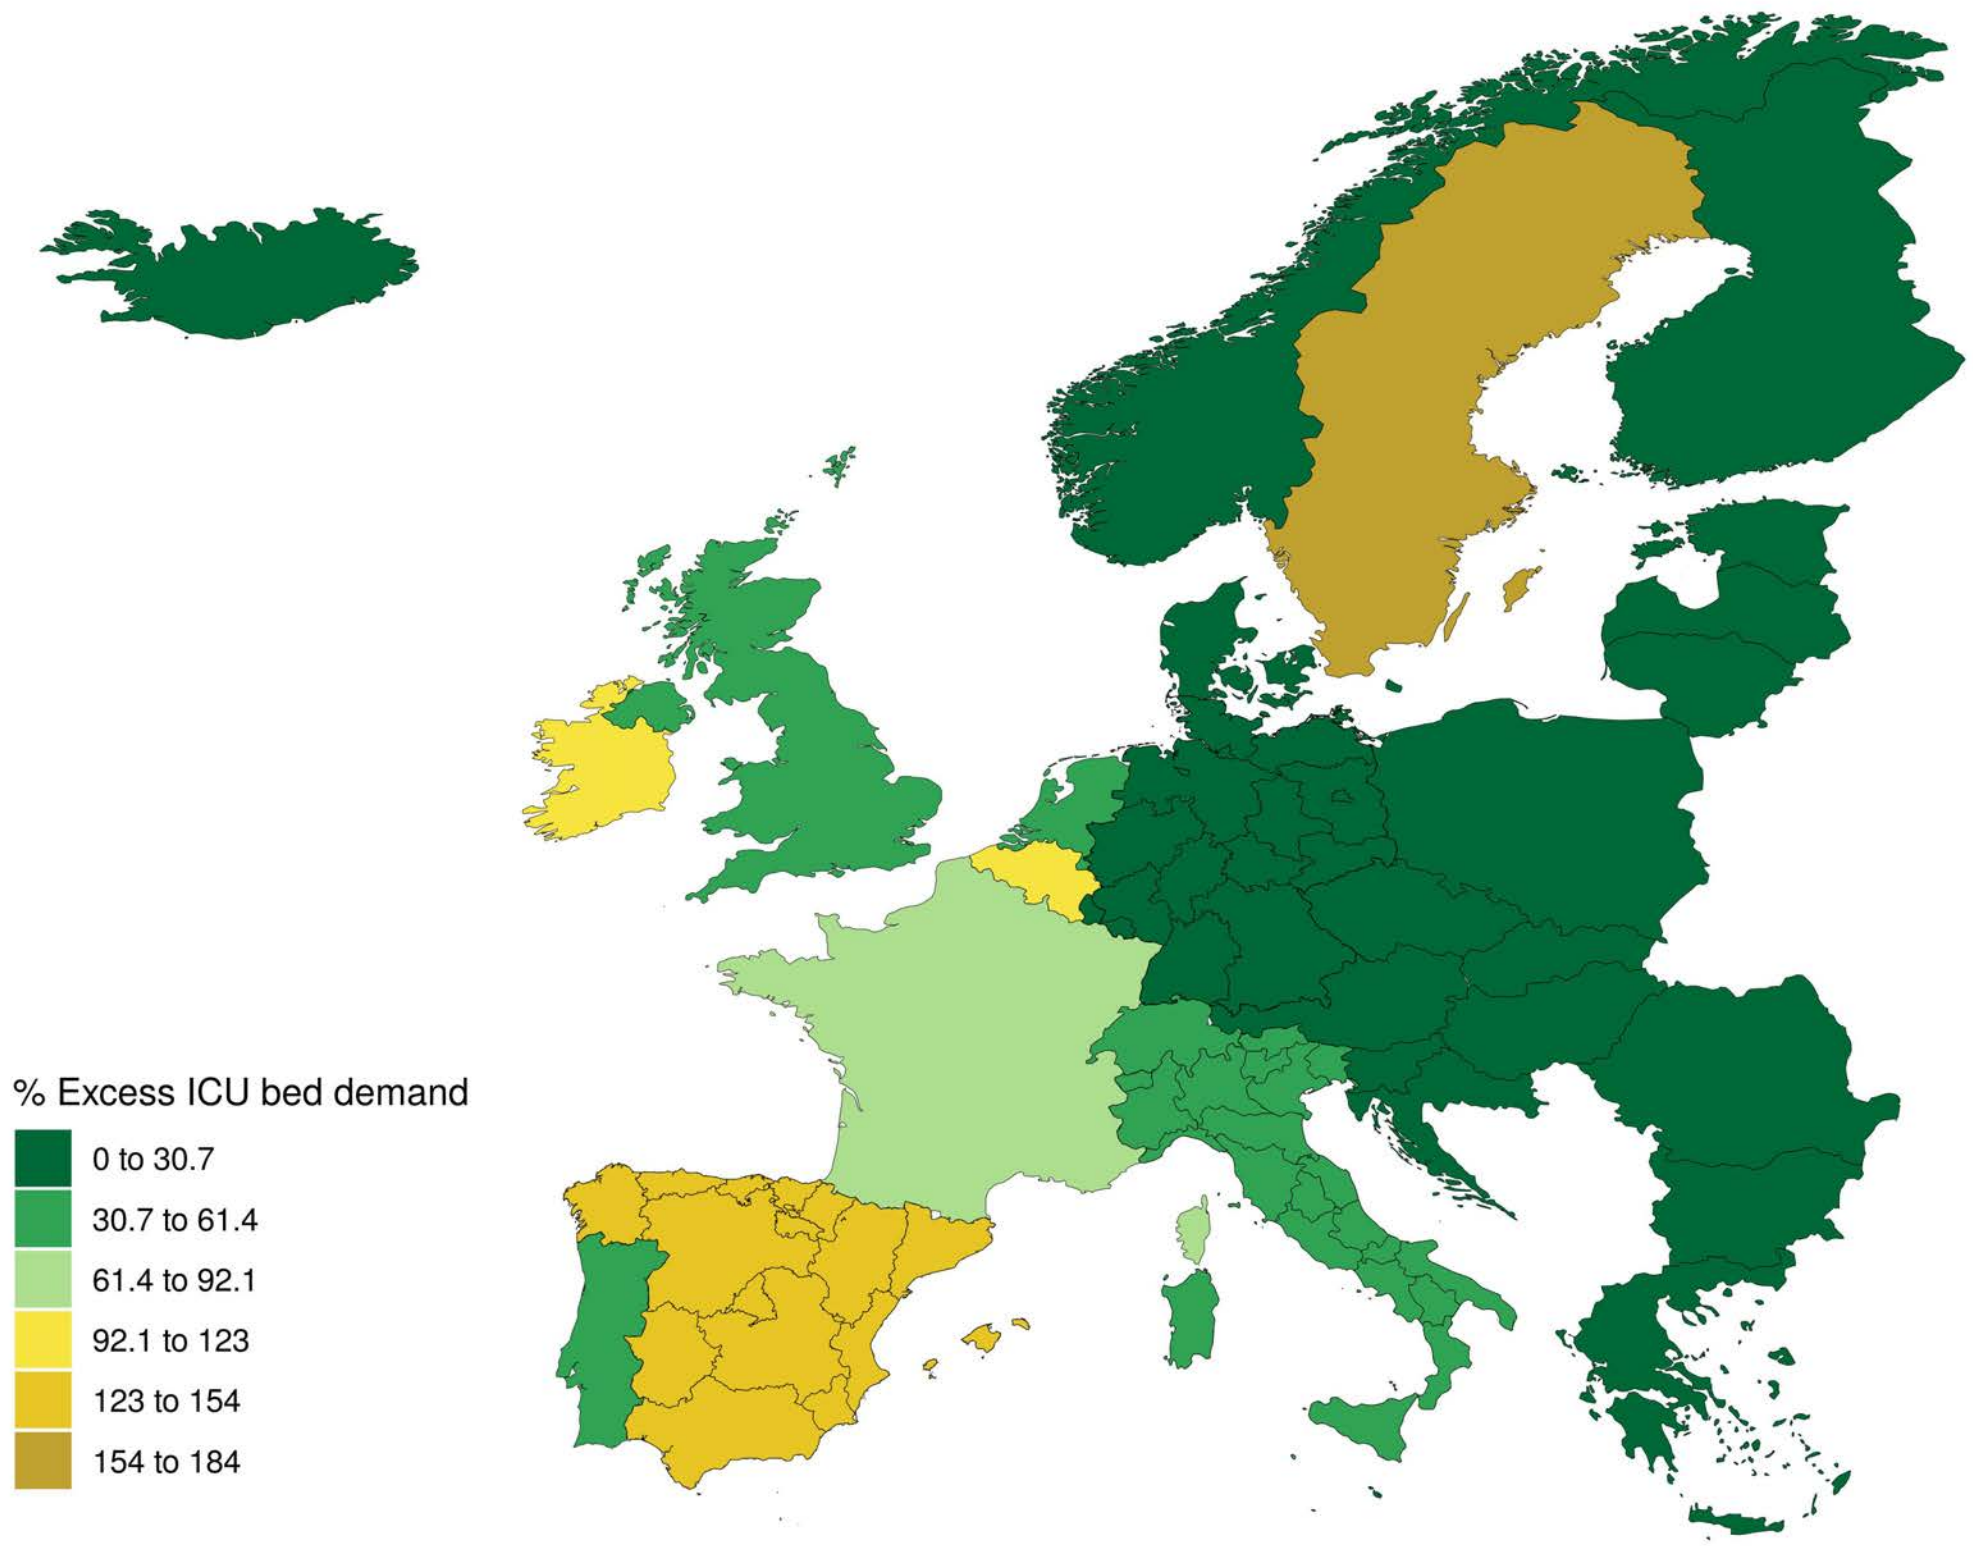 % Excess ICU bed demand
0 to 30.7
30.7 to 61.4
61.4 to 92.1
92.1 to 123
123 to 154
154 to 184